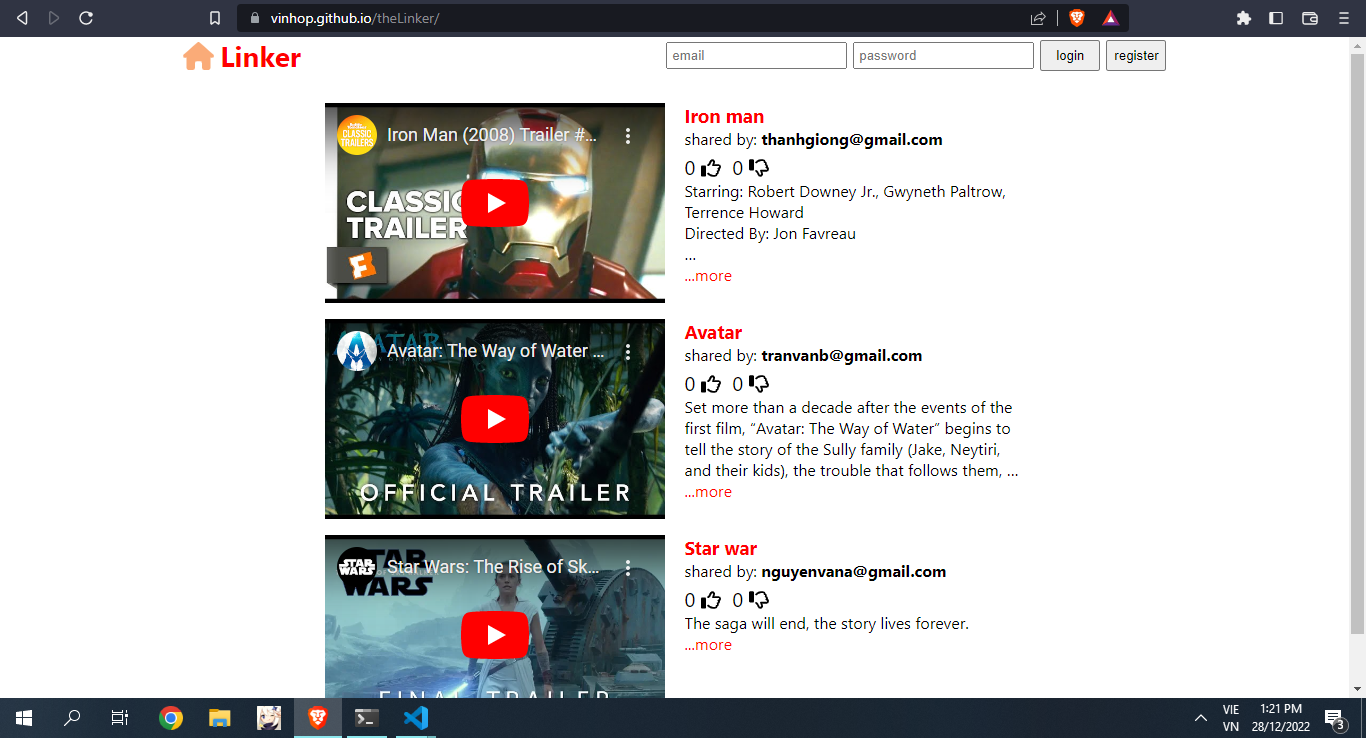 vinhop.github.io/theLinker/
Linker
email
password
login
register
CLASSIC
TRAILERS
Iron Man (2008) Trailer #...
CLASSIC
TRAILER
Iron man
shared by: thanhgiong@gmail.com
0 0
Starring: Robert Downey Jr., Gwyneth Paltrow,
Terrence Howard
Directed By: Jon Favreau
...
...more
Avatar: The Way of Water ...
OFFICIAL TRAILER
Avatar
shared by: tranvanb@gmail.com
0 0
Set more than a decade after the events of the
first film, “Avatar: The Way of Water” begins to
tell the story of the Sully family (Jake, Neytiri,
and their kids), the trouble that follows them, ...
...more
STAR
WARS
STAR
WARS
Star Wars: The Rise of Sk...
FINAL TRAILER
Star war
shared by: nguyenvana@gmail.com
0 0
The saga will end, the story lives forever.
...more
VIE
VN
1:21 PM
28/12/2022
3